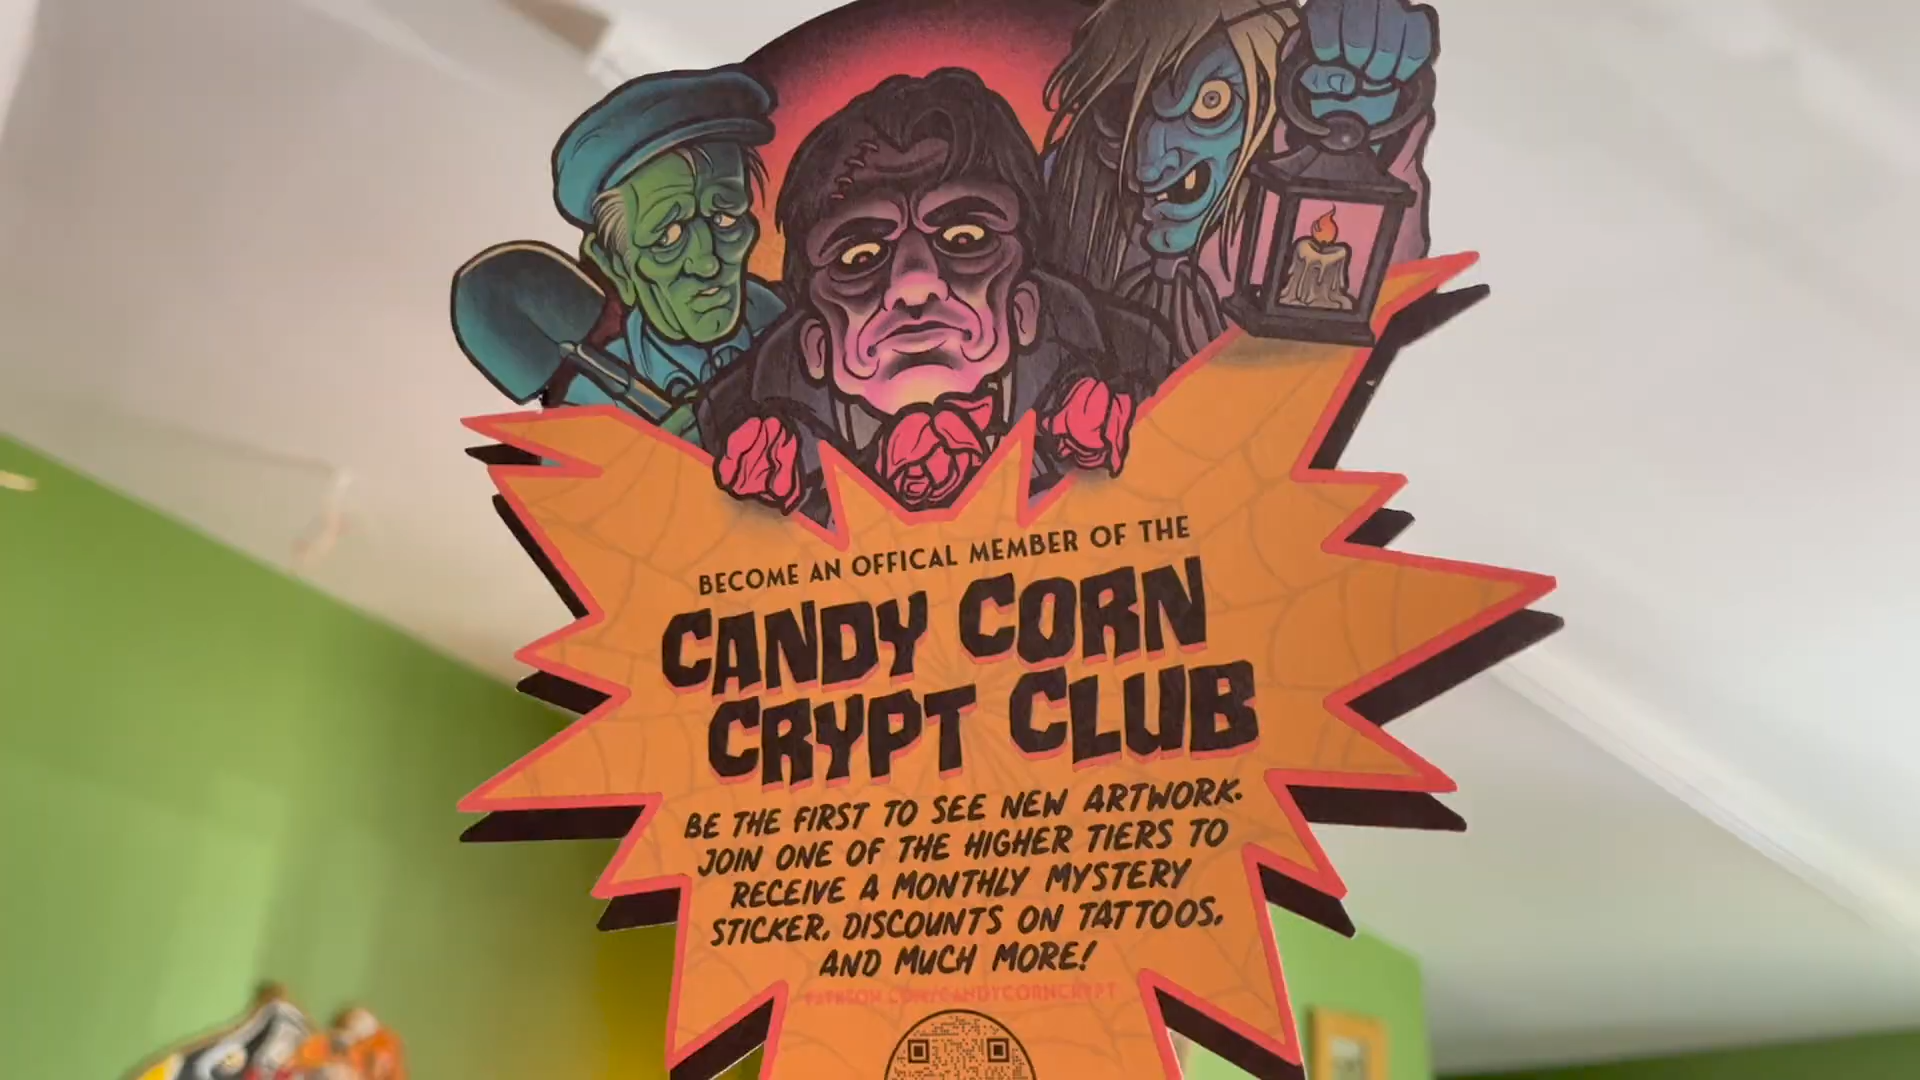 BECOME AN OFFICAL MEMBER OF THE
CANDY CORN
CRYPT CLUB
BE THE FIRST TO SEE NEW ARTWORK.
JOIN ONE OF THE HIGHER TIERS TO
RECEIVE A MONTHLY MYSTERY
STICKER, DISCOUNTS ON TATTOOS,
AND MUCH MORE!
PATREON.COM/CANDYCORNCRYPT